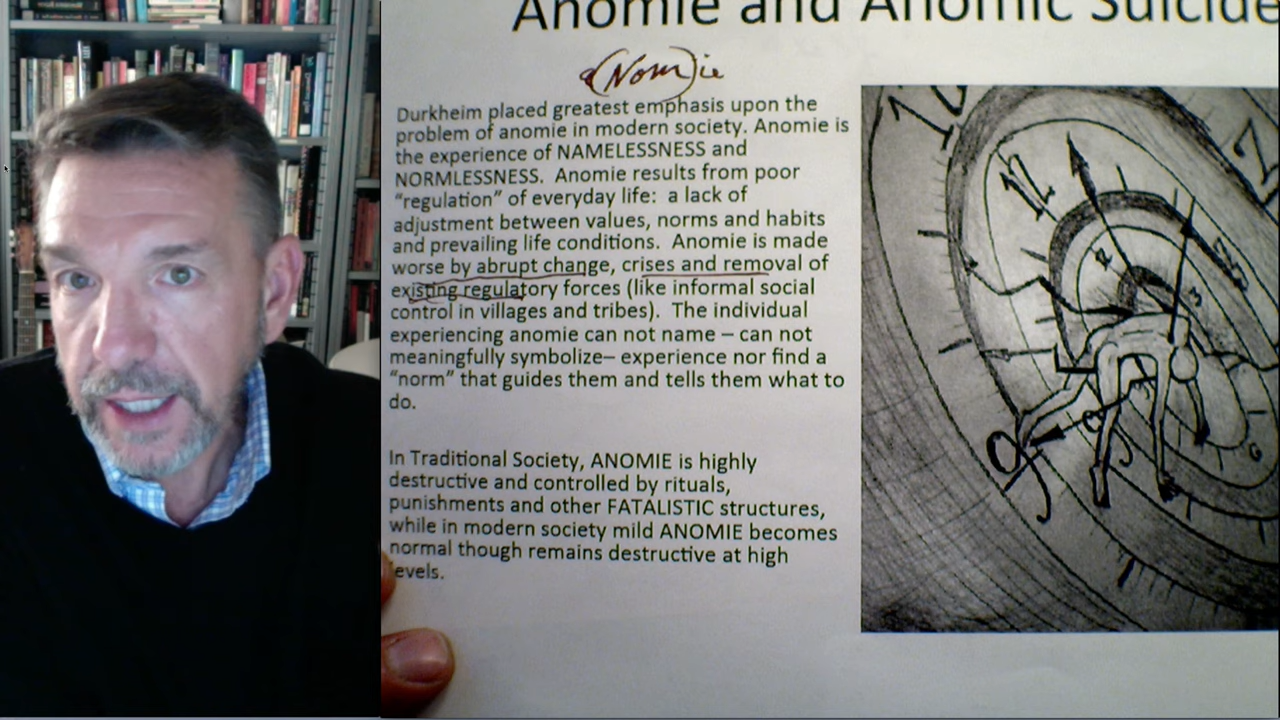 Anomie and Anomic Suicide
a(Nom)ie
Durkheim placed greatest emphasis upon the
problem of anomie in modern society. Anomie is
the experience of NAMELESSNESS and
NORMLESSNESS. Anomie results from poor
“regulation” of everyday life: a lack of
adjustment between values, norms and habits
and prevailing life conditions. Anomie is made
worse by abrupt change, crises and removal of
existing regulatory forces (like informal social
control in villages and tribes). The individual
experiencing anomie can not name – can not
meaningfully symbolize– experience nor find a
“norm” that guides them and tells them what to
do.
In Traditional Society, ANOMIE is highly
destructive and controlled by rituals,
punishments and other FATALISTIC structures,
while in modern society mild ANOMIE becomes
normal though remains destructive at high
levels.
12
3